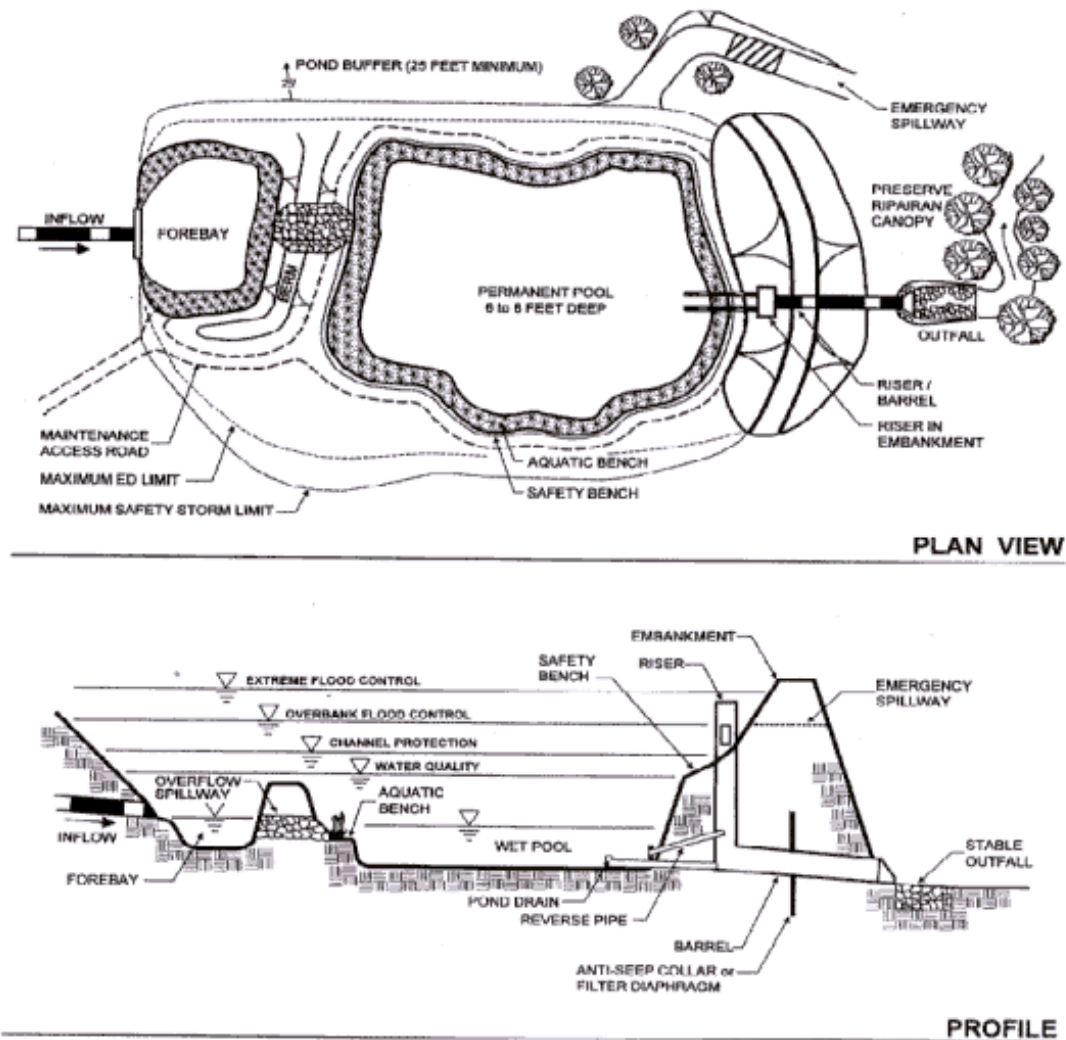 POND BUFFER (25 FEET MINIMUM)
EMERGENCY
SPILLWAY
PRESERVE
RIPAIRAN
CANOPY
INFLOW
FOREBAY
BERM
PERMANENT POOL
6 to 6 FEET DEEP
OUTFALL
RISER /
BARREL
RISER IN
EMBANKMENT
MAINTENANCE
ACCESS ROAD
AQUATIC BENCH
MAXIMUM ED LIMIT
SAFETY BENCH
MAXIMUM SAFETY STORM LIMIT
PLAN VIEW
EMBANKMENT
SAFETY
BENCH
RISER
EXTREME FLOOD CONTROL
EMERGENCY
SPILLWAY
OVERBANK FLOOD CONTROL
CHANNEL PROTECTION
WATER QUALITY
OVERFLOW
SPILLWAY
AQUATIC
BENCH
INFLOW
WET POOL
STABLE
OUTFALL
FOREBAY
POND DRAIN
REVERSE PIPE
BARREL
ANTI-SEEP COLLAR or
FILTER DIAPHRAGM
PROFILE